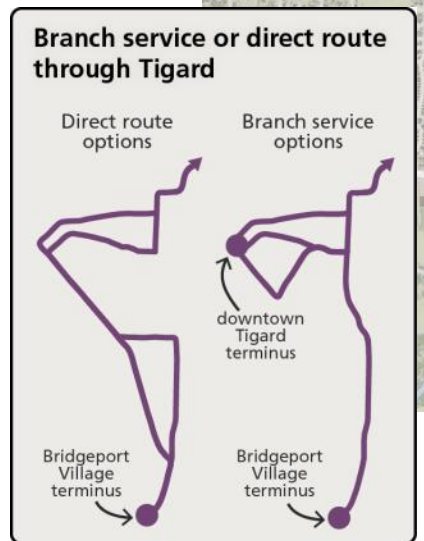 Branch service or direct route
through Tigard
Direct route
options
Branch service
options
downtown
Tigard
terminus
Bridgeport
Village
terminus
Bridgeport
Village
terminus